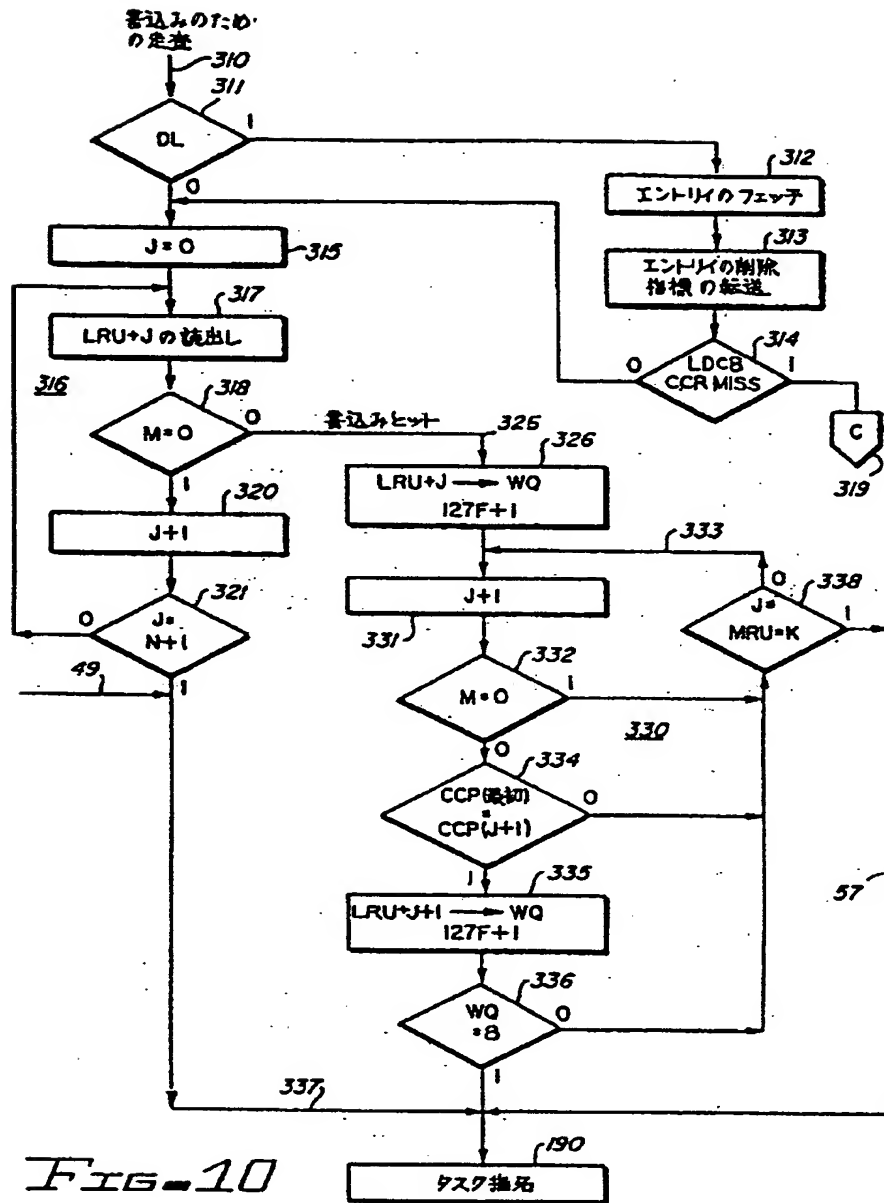 書込みのため
の走査
310
311
DL
1
0
312
エントリイのフェッチ
313
エントリイの削除
指標の転送
314
LDCB
CCR MISS
0
1
C
319
J=0
315
317
LRU+Jの読出し
316
318
M=0
0
書込みヒット
325
1
320
J+1
321
J=
N+1
0
1
49
326
LRU+J → WQ
127F+1
333
J+1
331
332
M=0
1
330
0
338
J=
MRU=K
0
1
334
CCP(最初)
=
CCP(J+1)
0
1
335
LRU+J+1 → WQ
127F+1
57
336
WQ
=8
0
1
337
190
タスク指名
FIG-10